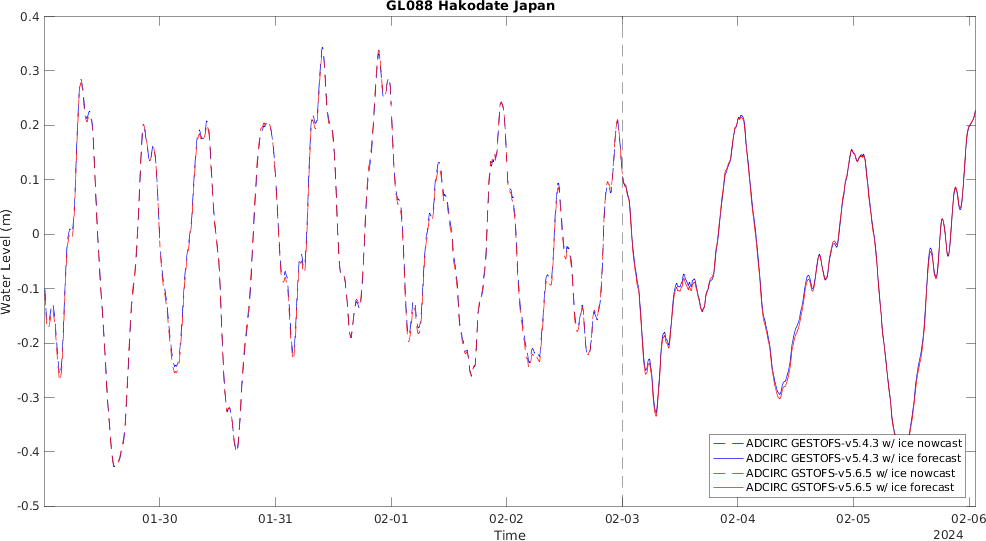 GL088 Hakodate Japan
0.4
0.3
0.2
0.1
0
-0.1
-0.2
-0.3
-0.4
-0.5
Water Level (m)
ADCIRC GESTOFS-v5.4.3 w/ ice nowcast
ADCIRC GESTOFS-v5.4.3 w/ ice forecast
ADCIRC GSTOFS-v5.6.5 w/ ice nowcast
ADCIRC GSTOFS-v5.6.5 w/ ice forecast
01-30 01-31 02-01 02-02 02-03 02-04 02-05 02-06
Time
2024